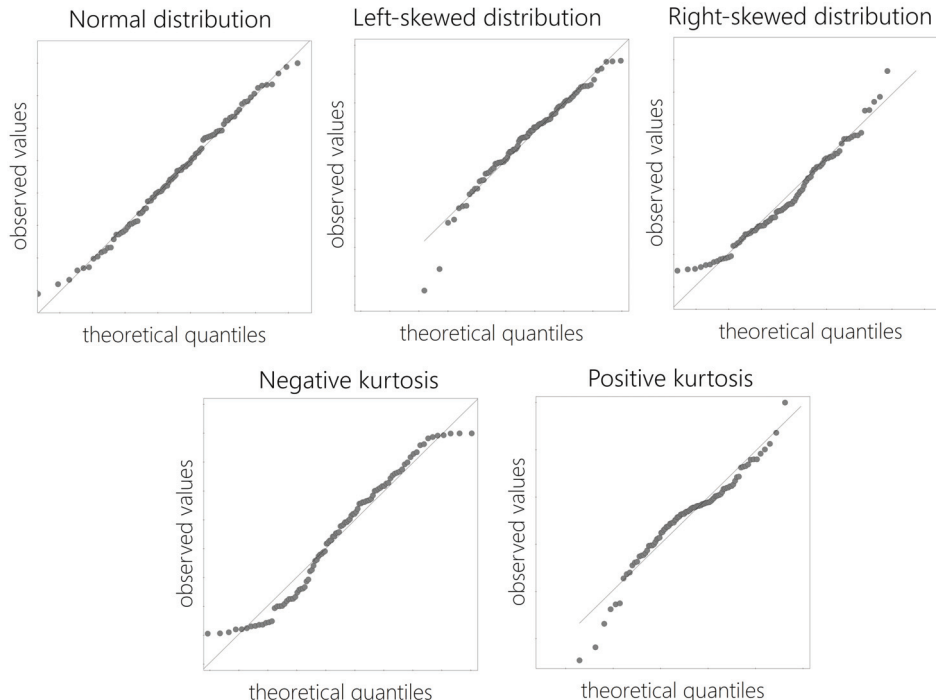 Normal distribution
Left-skewed distribution
Right-skewed distribution
observed values
observed values
observed values
theoretical quantiles
theoretical quantiles
theoretical quantiles
Negative kurtosis
Positive kurtosis
observed values
observed values
theoretical quantiles
theoretical quantiles